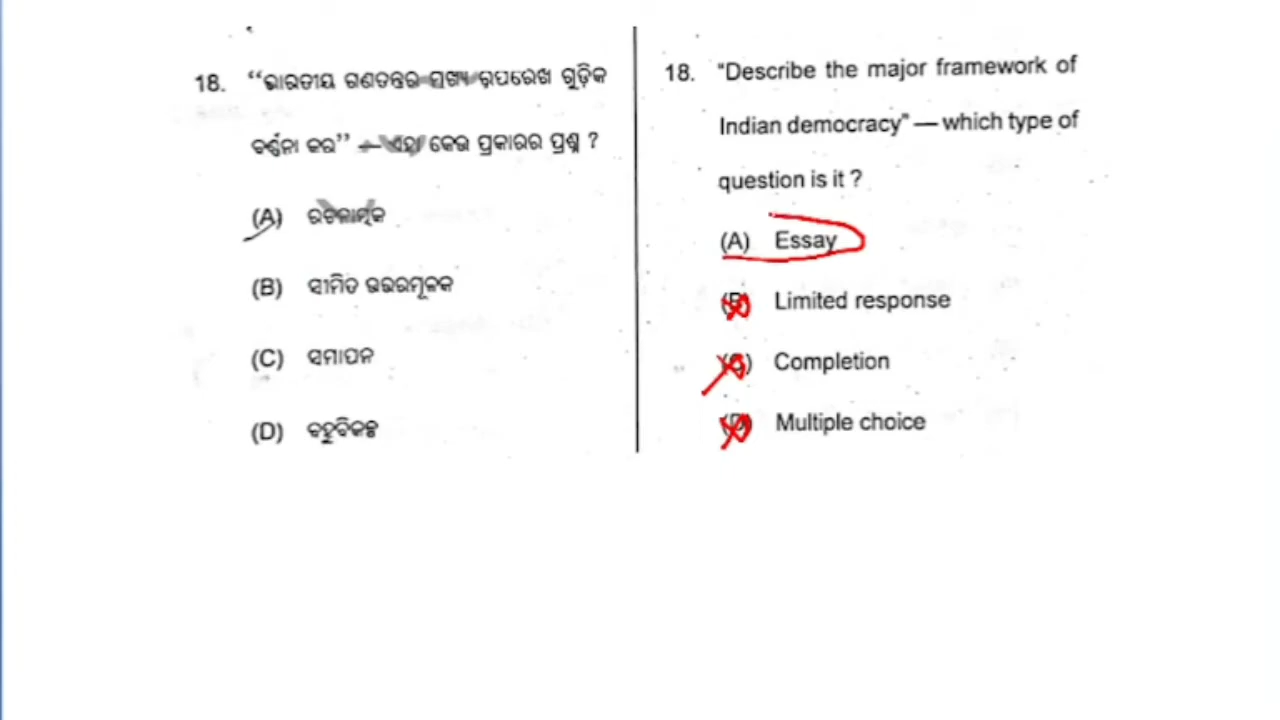 18. ‘‘ଭାରତୀୟ ଗଣତନ୍ତ୍ରର ମୁଖ୍ୟ ରୂପରେଖ ଗୁଡ଼ିକ
ବର୍ଣ୍ଣନା କର’’ — ଏହା କେଉଁ ପ୍ରକାରର ପ୍ରଶ୍ନ ?
(A) ରଚନାତ୍ମକ
(B) ସୀମିତ ଉତ୍ତରମୂଳକ
(C) ସମାପନ
(D) ବହୁବିକଳ୍ପ
18. “Describe the major framework of
Indian democracy” — which type of
question is it ?
(A) Essay
(B) Limited response
(C) Completion
(D) Multiple choice